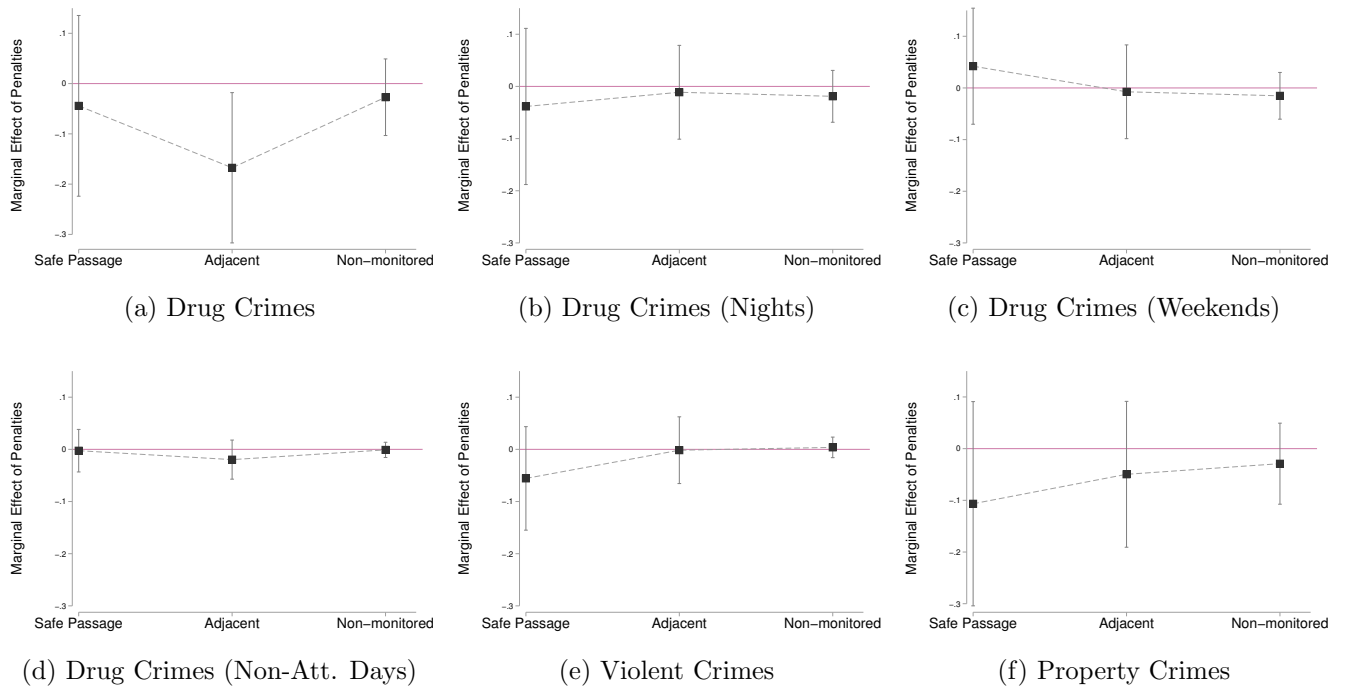 Marginal Effect of Penalties
.1
0
−.1
−.2
−.3
Safe Passage Adjacent Non−monitored
(a) Drug Crimes
Marginal Effect of Penalties
.1
0
−.1
−.2
−.3
Safe Passage Adjacent Non−monitored
(b) Drug Crimes (Nights)
Marginal Effect of Penalties
.1
0
−.1
−.2
−.3
Safe Passage Adjacent Non−monitored
(c) Drug Crimes (Weekends)
Marginal Effect of Penalties
.1
0
−.1
−.2
−.3
Safe Passage Adjacent Non−monitored
(d) Drug Crimes (Non-Att. Days)
Marginal Effect of Penalties
.1
0
−.1
−.2
−.3
Safe Passage Adjacent Non−monitored
(e) Violent Crimes
Marginal Effect of Penalties
.1
0
−.1
−.2
−.3
Safe Passage Adjacent Non−monitored
(f) Property Crimes